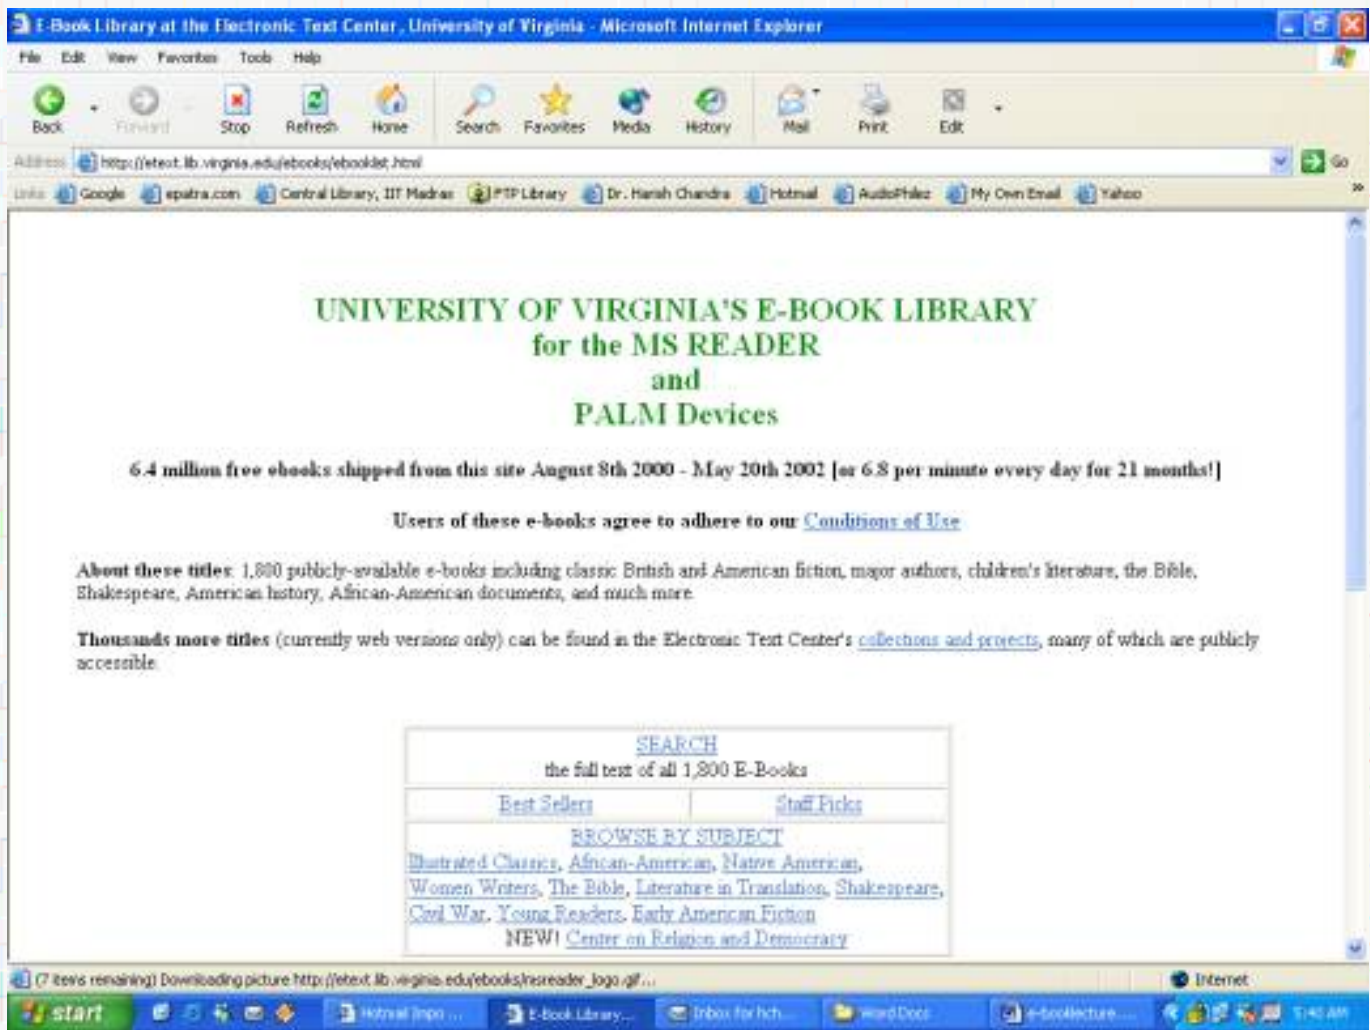 E-Book Library at the Electronic Text Center, University of Virginia - Microsoft Internet Explorer
File Edit View Favorites Tools Help
Back Forward Stop Refresh Home Search Favorites Media History Mail Print Edit
Address http://etext.lib.virginia.edu/ebooks/ebooklist.html Go
Links Google epatra.com Central Library, IIT Madras PTP Library Dr. Harish Chandra Hotmail AudioPhilez My Own Email Yahoo
UNIVERSITY OF VIRGINIA'S E-BOOK LIBRARY
for the MS READER
and
PALM Devices
6.4 million free ebooks shipped from this site August 8th 2000 - May 20th 2002 [or 6.8 per minute every day for 21 months!]
Users of these e-books agree to adhere to our Conditions of Use
About these titles: 1,800 publicly-available e-books including classic British and American fiction, major authors, children's literature, the Bible,
Shakespeare, American history, African-American documents, and much more.
Thousands more titles (currently web versions only) can be found in the Electronic Text Center's collections and projects, many of which are publicly
accessible.
SEARCH
the full text of all 1,800 E-Books
Best Sellers Staff Picks
BROWSE BY SUBJECT
Illustrated Classics, African-American, Native American,
Women Writers, The Bible, Literature in Translation, Shakespeare,
Civil War, Young Readers, Early American Fiction
NEW! Center on Religion and Democracy
(7 items remaining) Downloading picture http://etext.lib.virginia.edu/ebooks/msreader_logo.gif... Internet
start Hotmail Inpo ... E-Book Library... Inbox for hch... Word Docs e-booklecture... 5:48 AM